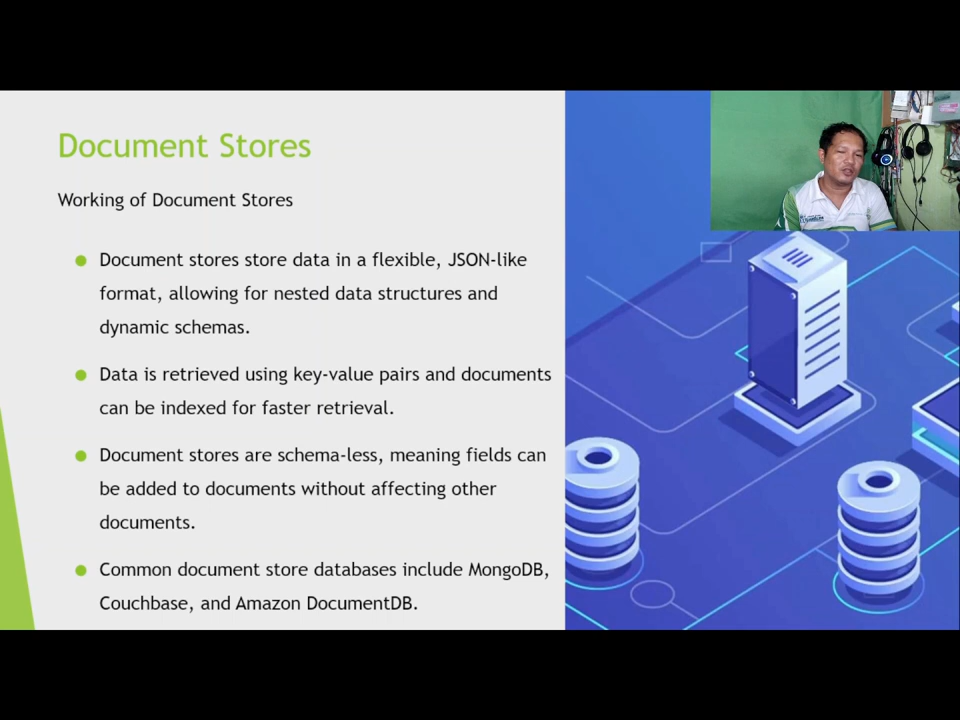 Document Stores
Working of Document Stores
Document stores store data in a flexible, JSON-like
format, allowing for nested data structures and
dynamic schemas.
Data is retrieved using key-value pairs and documents
can be indexed for faster retrieval.
Document stores are schema-less, meaning fields can
be added to documents without affecting other
documents.
Common document store databases include MongoDB,
Couchbase, and Amazon DocumentDB.